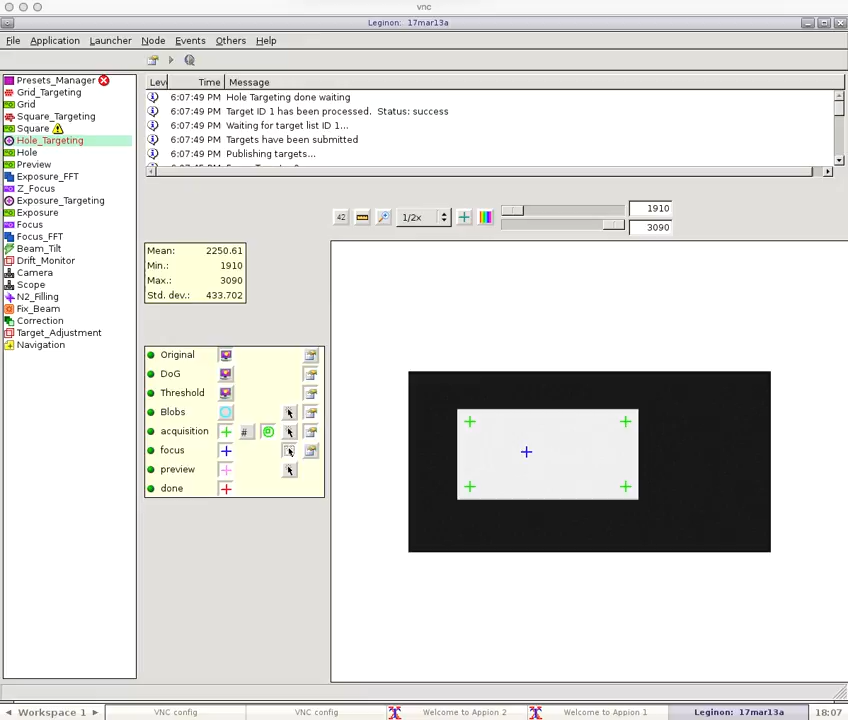 vnc
Leginon: 17mar13a
File Application Launcher Node Events Others Help
Presets_Manager
Grid_Targeting
Grid
Square_Targeting
Square
Hole_Targeting
Hole
Preview
Exposure_FFT
Z_Focus
Exposure_Targeting
Exposure
Focus
Focus_FFT
Beam_Tilt
Drift_Monitor
Camera
Scope
N2_Filling
Fix_Beam
Correction
Target_Adjustment
Navigation
Lev Time Message
6:07:49 PM Hole Targeting done waiting
6:07:49 PM Target ID 1 has been processed. Status: success
6:07:49 PM Waiting for target list ID 1...
6:07:49 PM Targets have been submitted
6:07:49 PM Publishing targets...
42 1/2x 1910
3090
Mean: 2250.61
Min.: 1910
Max.: 3090
Std. dev.: 433.702
Original
DoG
Threshold
Blobs
acquisition #
focus
preview
done
Workspace 1 VNC config VNC config Welcome to Appion 2 Welcome to Appion 1 Leginon: 17mar13a 18:07